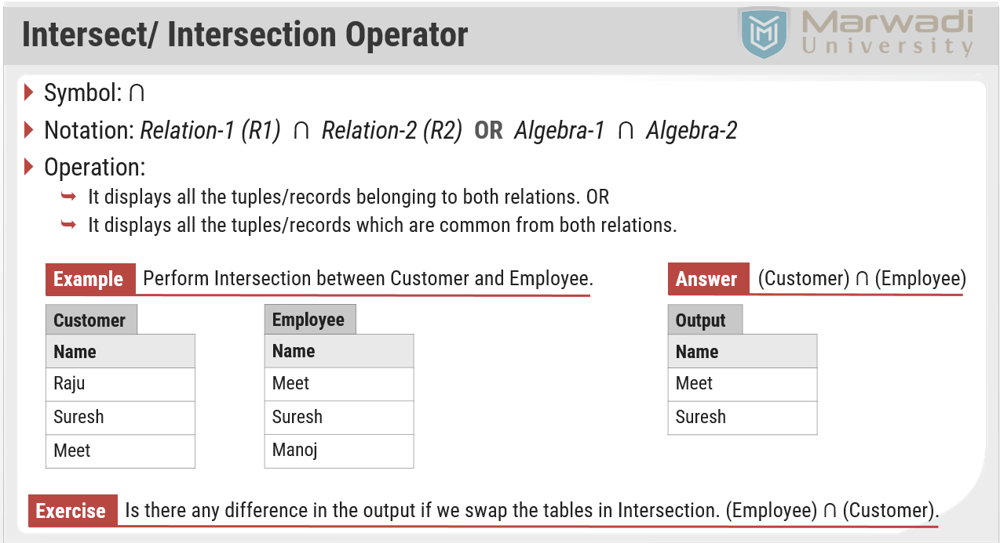 Intersect/ Intersection Operator
Marwadi
University
Symbol: ∩
Notation: Relation-1 (R1) ∩ Relation-2 (R2) OR Algebra-1 ∩ Algebra-2
Operation:
It displays all the tuples/records belonging to both relations. OR
It displays all the tuples/records which are common from both relations.
Example Perform Intersection between Customer and Employee.
Answer (Customer) ∩ (Employee)
Customer
Name
Raju
Suresh
Meet
Employee
Name
Meet
Suresh
Manoj
Output
Name
Meet
Suresh
Exercise Is there any difference in the output if we swap the tables in Intersection. (Employee) ∩ (Customer).